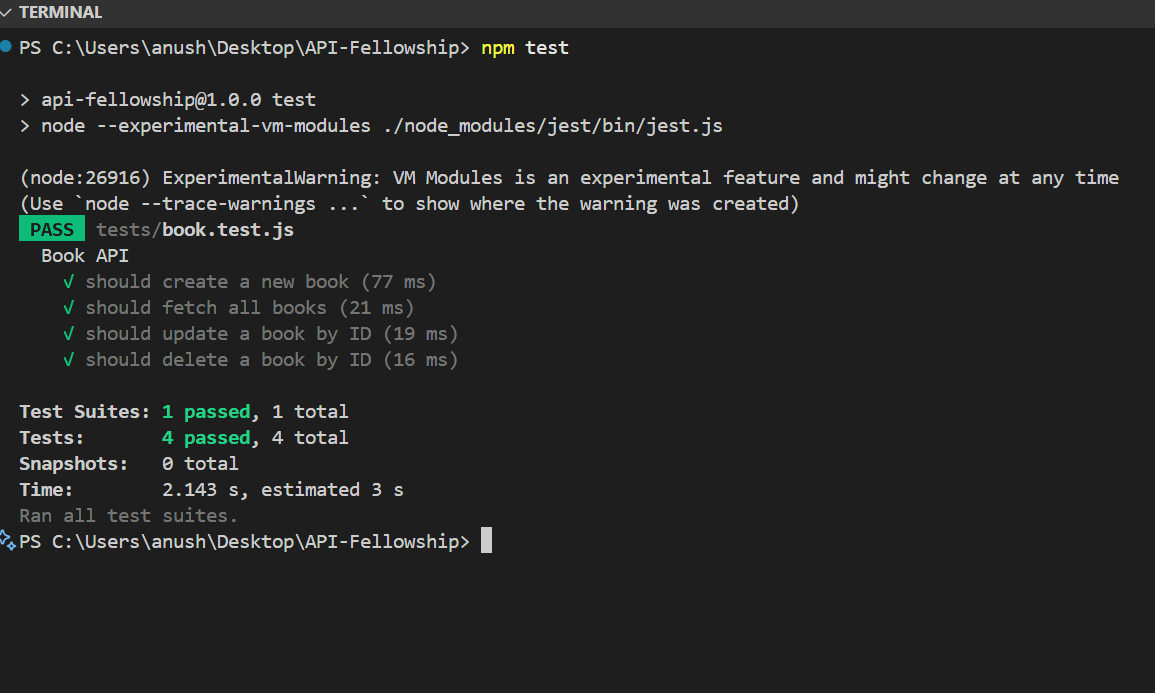 TERMINAL
PS C:\Users\anush\Desktop\API-Fellowship> npm test
> api-fellowship@1.0.0 test
> node --experimental-vm-modules ./node_modules/jest/bin/jest.js
(node:26916) ExperimentalWarning: VM Modules is an experimental feature and might change at any time
(Use `node --trace-warnings ...` to show where the warning was created)
PASS tests/book.test.js
Book API
√ should create a new book (77 ms)
√ should fetch all books (21 ms)
√ should update a book by ID (19 ms)
√ should delete a book by ID (16 ms)
Test Suites: 1 passed, 1 total
Tests: 4 passed, 4 total
Snapshots: 0 total
Time: 2.143 s, estimated 3 s
Ran all test suites.
PS C:\Users\anush\Desktop\API-Fellowship>